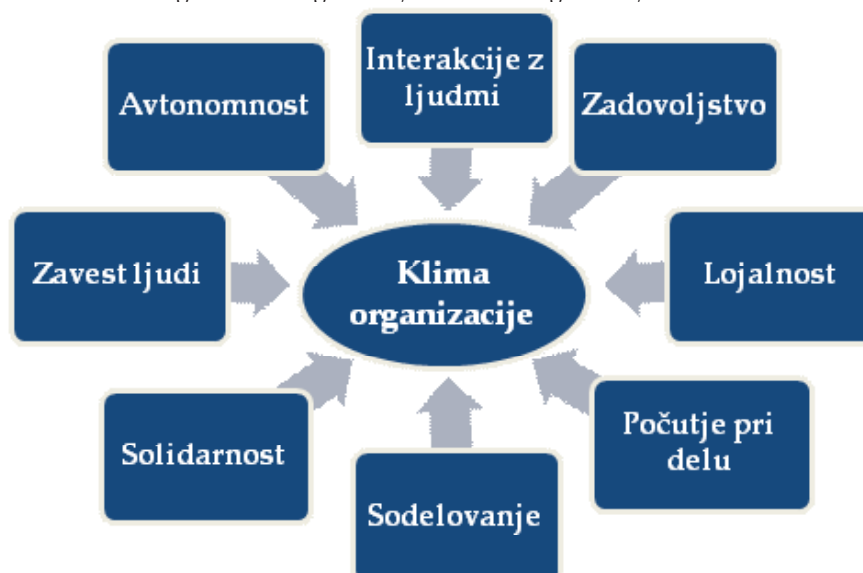 Interakcije z
ljudmi
Avtonomnost
Zadovoljstvo
Zavest ljudi
Klima
organizacije
Lojalnost
Solidarnost
Počutje pri
delu
Sodelovanje